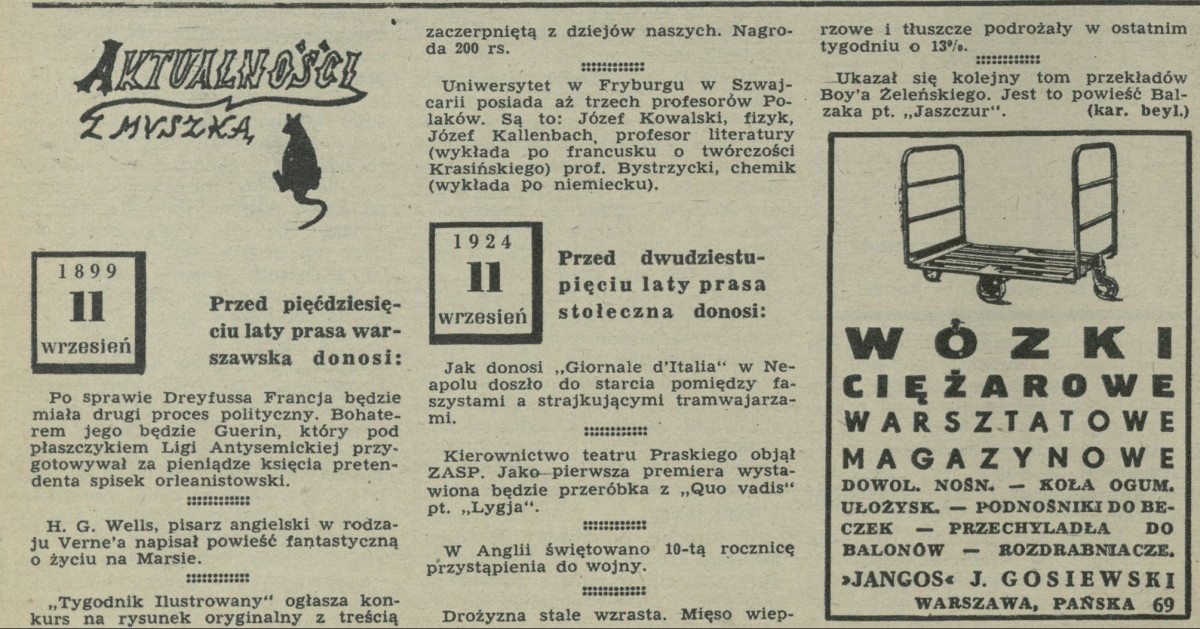 AKTUALNOŚCI
Z MYSZKĄ
1899
11
wrzesień
Przed pięćdziesię-
ciu laty prasa war-
szawska donosi:
Po sprawie Dreyfussa Francja będzie
miała drugi proces polityczny. Bohate-
rem jego będzie Guerin, który pod
płaszczykiem Ligi Antysemickiej przy-
gotowywał za pieniądze księcia preten-
denta spisek orleanistowski.
H. G. Wells, pisarz angielski w rodza-
ju Verne'a napisał powieść fantastyczną
o życiu na Marsie.
„Tygodnik Ilustrowany" ogłasza kon-
kurs na rysunek oryginalny z treścią
zaczerpniętą z dziejów naszych. Nagro-
da 200 rs.
Uniwersytet w Fryburgu w Szwaj-
carii posiada aż trzech profesorów Po-
laków. Są to: Józef Kowalski, fizyk,
Józef Kallenbach, profesor literatury
(wykłada po francusku o twórczości
Krasińskiego) prof. Bystrzycki, chemik
(wykłada po niemiecku).
1924
11
wrzesień
Przed dwudziestu-
pięciu laty prasa
stołeczna donosi:
Jak donosi „Giornale d'Italia" w Ne-
apolu doszło do starcia pomiędzy fa-
szystami a strajkującymi tramwajarza-
mi.
Kierownictwo teatru Praskiego objął
ZASP. Jako pierwsza premiera wysta-
wiona będzie przeróbka z „Quo vadis"
pt. „Lygja".
W Anglii świętowano 10-tą rocznicę
przystąpienia do wojny.
Drożyzna stale wzrasta. Mięso wiep-
rzowe i tłuszcze podrożały w ostatnim
tygodniu o 13%.
Ukazał się kolejny tom przekładów
Boy'a Żeleńskiego. Jest to powieść Bal-
zaka pt. „Jaszczur". (kar. beyl.)
WÓZKI
CIĘŻAROWE
WARSZTATOWE
MAGAZYNOWE
DOWOL. NOŚN. — KOŁA OGUM.
UŁOŻYSK. — PODNOŚNIKI DO BE-
CZEK — PRZECHYLADŁA DO
BALONÓW — ROZDRABNIACZE.
»JANGOS« J. GOSIEWSKI
WARSZAWA, PAŃSKA 69